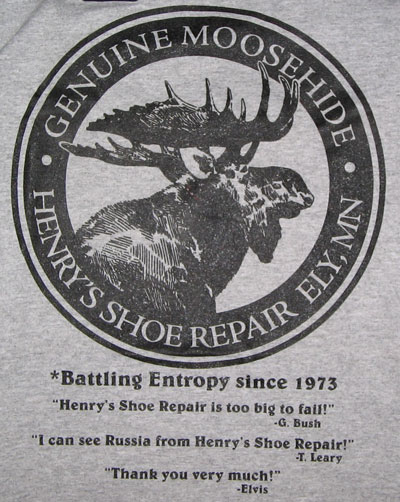 GENUINE MOOSEHIDE
HENRY'S SHOE REPAIR ELY, MN
*Battling Entropy since 1973
"Henry's Shoe Repair is too big to fail!"
-G. Bush
"I can see Russia from Henry's Shoe Repair!"
-T. Leary
"Thank you very much!"
-Elvis